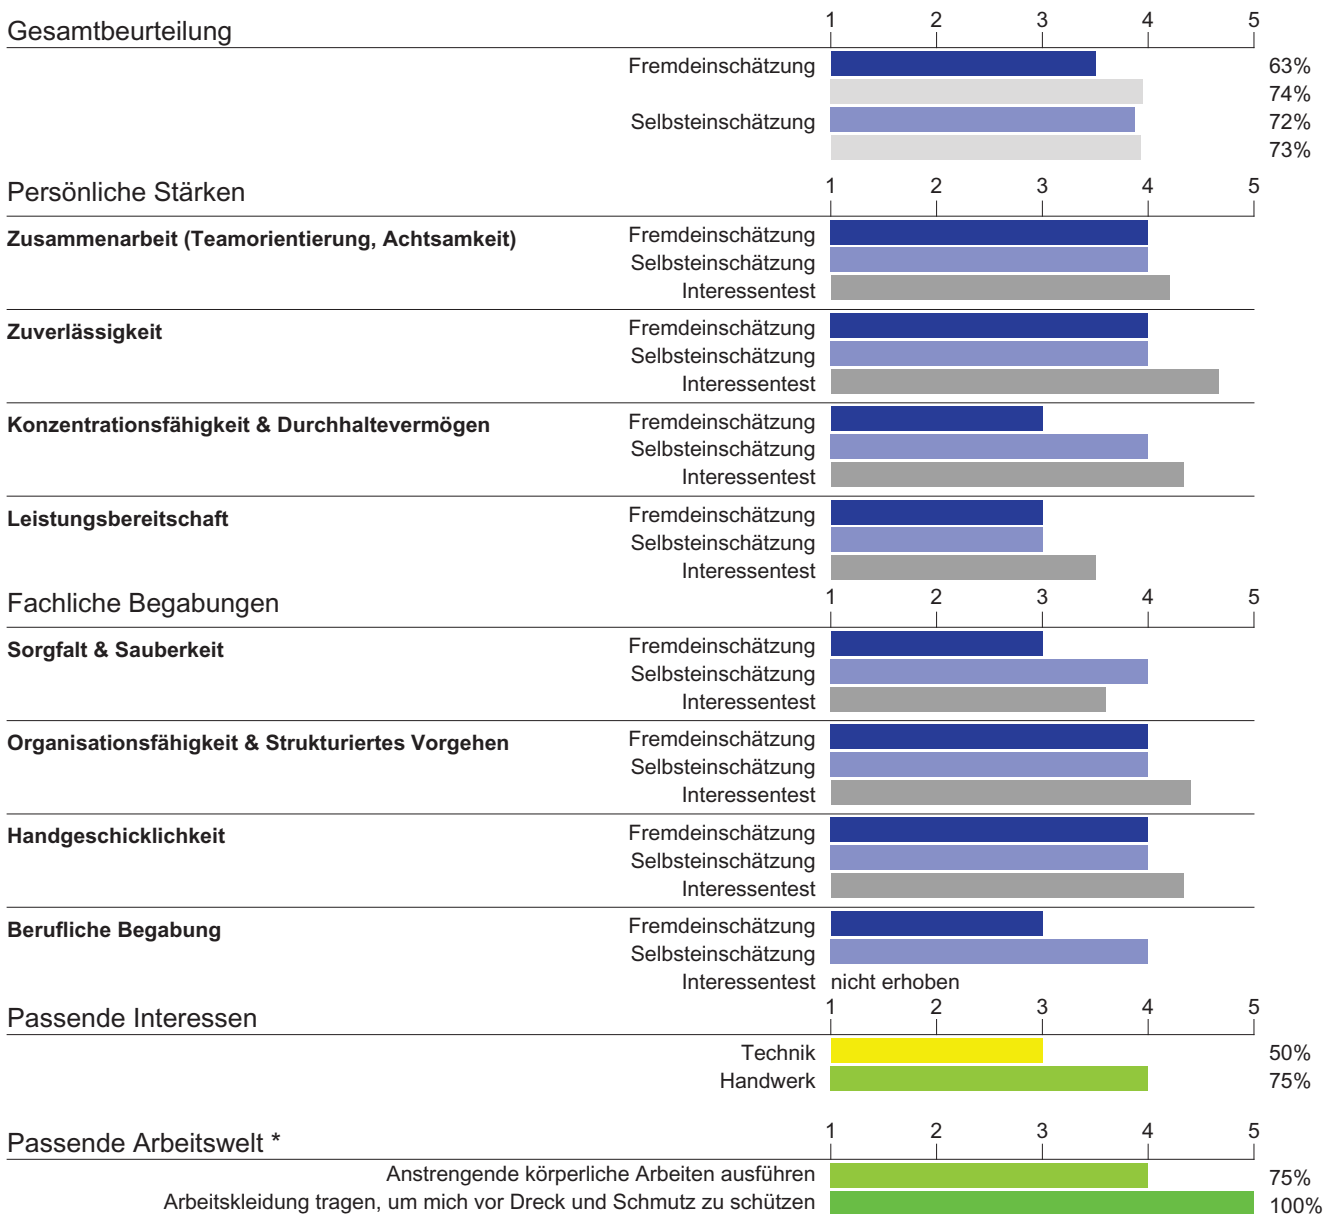 Gesamtbeurteilung 1 2 3 4 5
Fremdeinschätzung 63%
74%
Selbsteinschätzung 72%
73%
Persönliche Stärken 1 2 3 4 5
Zusammenarbeit (Teamorientierung, Achtsamkeit) Fremdeinschätzung
Selbsteinschätzung
Interessentest
Zuverlässigkeit Fremdeinschätzung
Selbsteinschätzung
Interessentest
Konzentrationsfähigkeit & Durchhaltevermögen Fremdeinschätzung
Selbsteinschätzung
Interessentest
Leistungsbereitschaft Fremdeinschätzung
Selbsteinschätzung
Interessentest
Fachliche Begabungen 1 2 3 4 5
Sorgfalt & Sauberkeit Fremdeinschätzung
Selbsteinschätzung
Interessentest
Organisationsfähigkeit & Strukturiertes Vorgehen Fremdeinschätzung
Selbsteinschätzung
Interessentest
Handgeschicklichkeit Fremdeinschätzung
Selbsteinschätzung
Interessentest
Berufliche Begabung Fremdeinschätzung
Selbsteinschätzung
Interessentest nicht erhoben
Passende Interessen 1 2 3 4 5
Technik 50%
Handwerk 75%
Passende Arbeitswelt * 1 2 3 4 5
Anstrengende körperliche Arbeiten ausführen 75%
Arbeitskleidung tragen, um mich vor Dreck und Schmutz zu schützen 100%